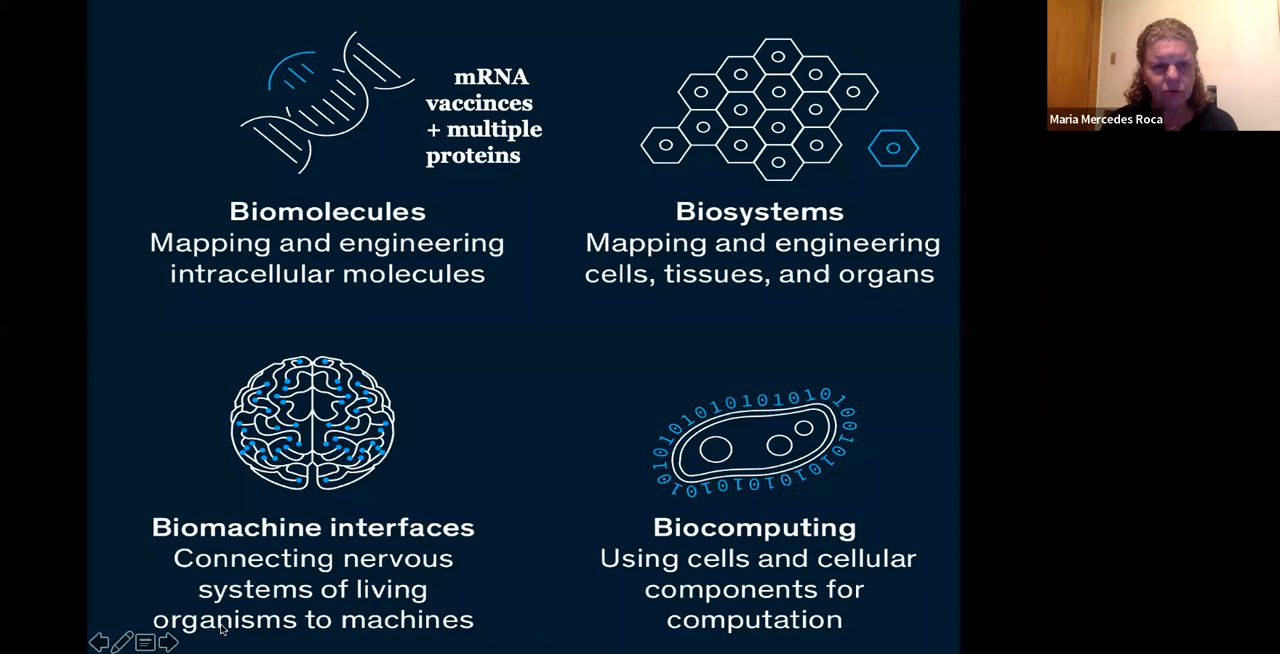 mRNA
vaccinces
+ multiple
proteins
Biomolecules
Mapping and engineering
intracellular molecules
Biosystems
Mapping and engineering
cells, tissues, and organs
Biomachine interfaces
Connecting nervous
systems of living
organisms to machines
Biocomputing
Using cells and cellular
components for
computation
Maria Mercedes Roca